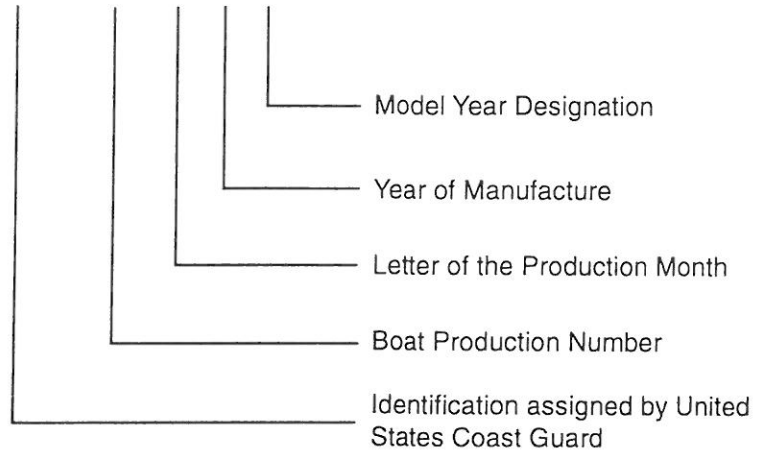 Model Year Designation
Year of Manufacture
Letter of the Production Month
Boat Production Number
Identification assigned by United
States Coast Guard